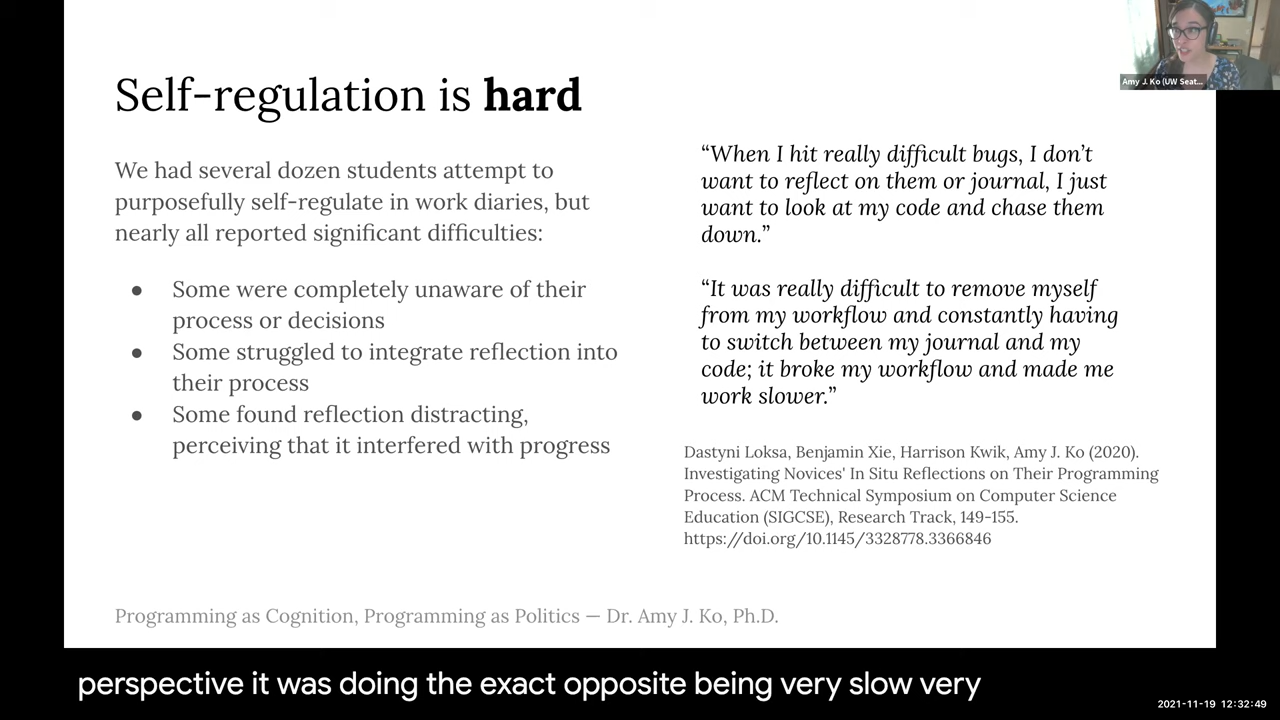 Self-regulation is hard
We had several dozen students attempt to
purposefully self-regulate in work diaries, but
nearly all reported significant difficulties:
● Some were completely unaware of their
process or decisions
● Some struggled to integrate reflection into
their process
● Some found reflection distracting,
perceiving that it interfered with progress
“When I hit really difficult bugs, I don’t
want to reflect on them or journal, I just
want to look at my code and chase them
down.”
“It was really difficult to remove myself
from my workflow and constantly having
to switch between my journal and my
code; it broke my workflow and made me
work slower.”
Dastyni Loksa, Benjamin Xie, Harrison Kwik, Amy J. Ko (2020).
Investigating Novices' In Situ Reflections on Their Programming
Process. ACM Technical Symposium on Computer Science
Education (SIGCSE), Research Track, 149-155.
https://doi.org/10.1145/3328778.3366846
Programming as Cognition, Programming as Politics — Dr. Amy J. Ko, Ph.D.
Amy J. Ko (UW Seat...
perspective it was doing the exact opposite being very slow very
2021-11-19 12:32:49